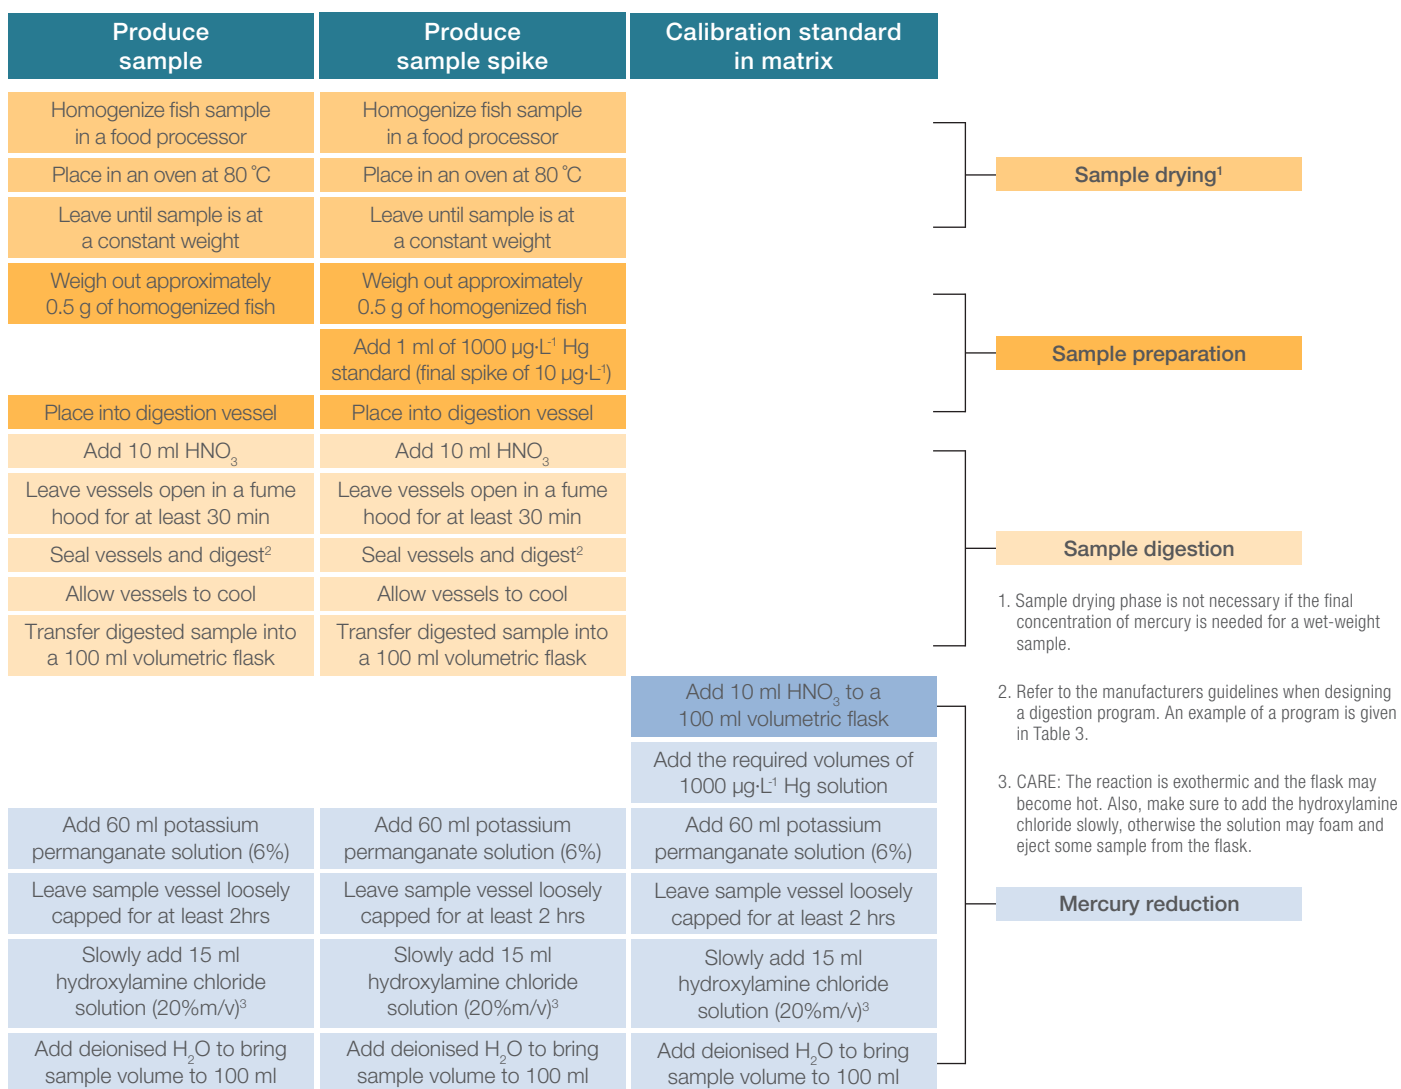 Produce
sample
Produce
sample spike
Calibration standard
in matrix
Homogenize fish sample
in a food processor
Homogenize fish sample
in a food processor
Place in an oven at 80 ˚C
Place in an oven at 80 ˚C
Sample drying¹
Leave until sample is at
a constant weight
Leave until sample is at
a constant weight
Weigh out approximately
0.5 g of homogenized fish
Weigh out approximately
0.5 g of homogenized fish
Add 1 ml of 1000 µg·L⁻¹ Hg
standard (final spike of 10 µg·L⁻¹)
Sample preparation
Place into digestion vessel
Place into digestion vessel
Add 10 ml HNO₃
Add 10 ml HNO₃
Leave vessels open in a fume
hood for at least 30 min
Leave vessels open in a fume
hood for at least 30 min
Seal vessels and digest²
Seal vessels and digest²
Sample digestion
Allow vessels to cool
Allow vessels to cool
Transfer digested sample into
a 100 ml volumetric flask
Transfer digested sample into
a 100 ml volumetric flask
1. Sample drying phase is not necessary if the final
concentration of mercury is needed for a wet-weight
sample.
2. Refer to the manufacturers guidelines when designing
a digestion program. An example of a program is given
in Table 3.
3. CARE: The reaction is exothermic and the flask may
become hot. Also, make sure to add the hydroxylamine
chloride slowly, otherwise the solution may foam and
eject some sample from the flask.
Add 10 ml HNO₃ to a
100 ml volumetric flask
Add the required volumes of
1000 µg·L⁻¹ Hg solution
Add 60 ml potassium
permanganate solution (6%)
Add 60 ml potassium
permanganate solution (6%)
Add 60 ml potassium
permanganate solution (6%)
Leave sample vessel loosely
capped for at least 2hrs
Leave sample vessel loosely
capped for at least 2 hrs
Leave sample vessel loosely
capped for at least 2 hrs
Mercury reduction
Slowly add 15 ml
hydroxylamine chloride
solution (20%m/v)³
Slowly add 15 ml
hydroxylamine chloride
solution (20%m/v)³
Slowly add 15 ml
hydroxylamine chloride
solution (20%m/v)³
Add deionised H₂O to bring
sample volume to 100 ml
Add deionised H₂O to bring
sample volume to 100 ml
Add deionised H₂O to bring
sample volume to 100 ml